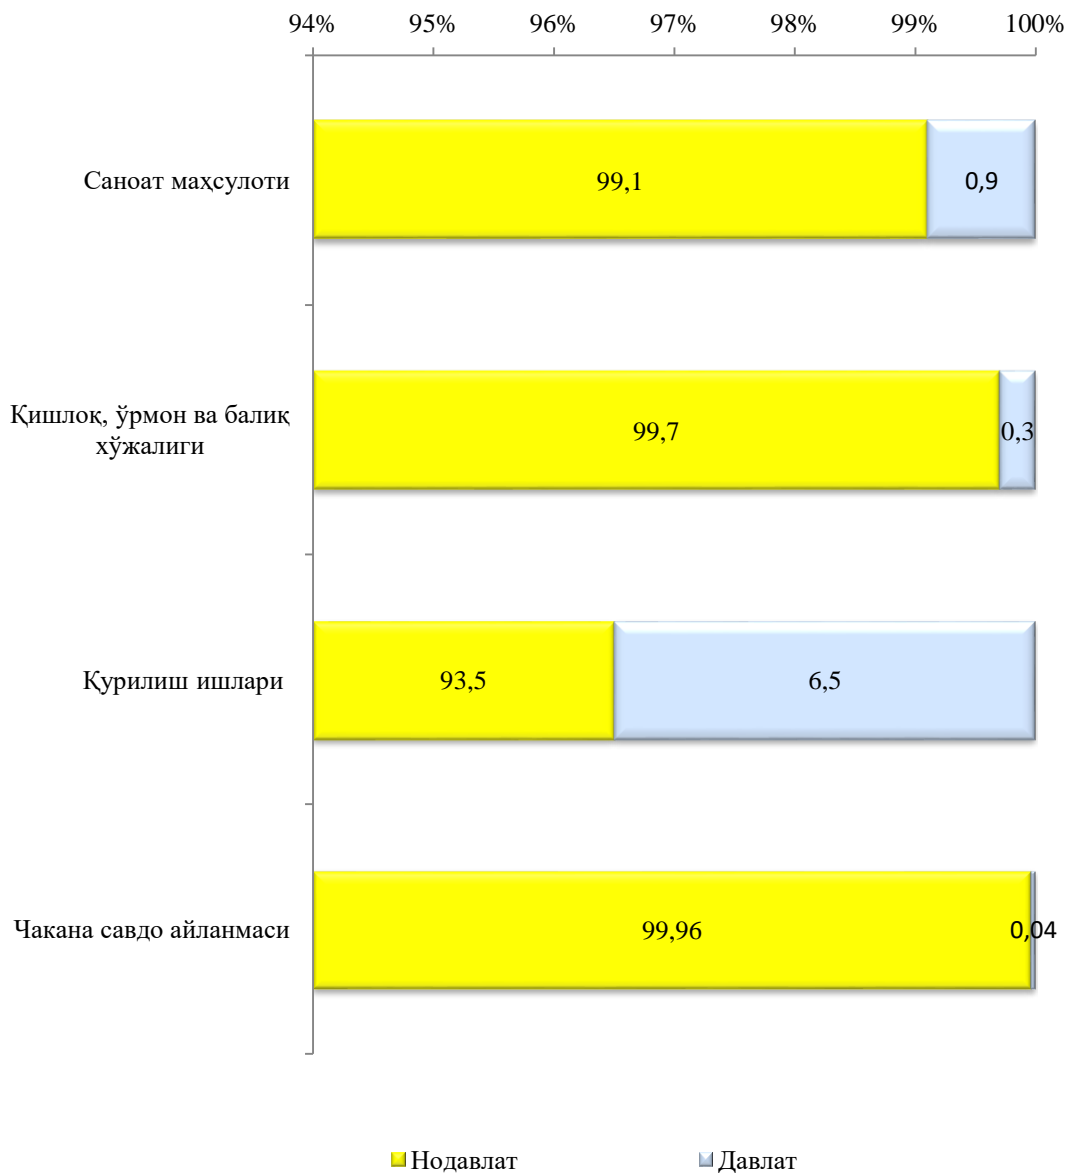 94% 95% 96% 97% 98% 99% 100%
Саноат маҳсулоти 99,1 0,9
Қишлоқ, ўрмон ва балиқ
хўжалиги 99,7 0,3
Қурилиш ишлари 93,5 6,5
Чакана савдо айланмаси 99,96 0,04
Нодавлат Давлат